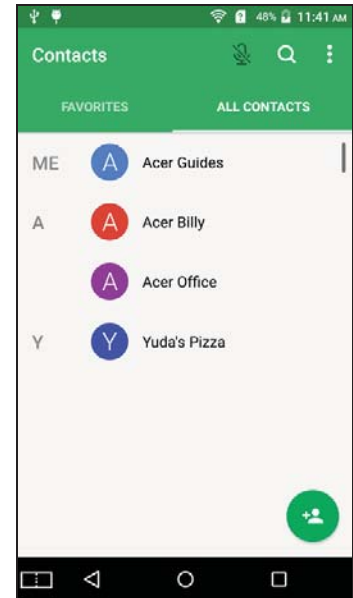 48% 11:41 AM
Contacts
FAVORITES ALL CONTACTS
ME A Acer Guides
A A Acer Billy
A Acer Office
Y Y Yuda's Pizza